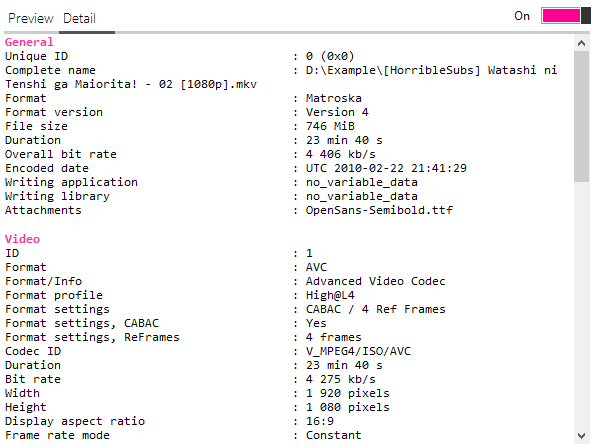 Preview Detail On
General
Unique ID : 0 (0x0)
Complete name : D:\Example\[HorribleSubs] Watashi ni
Tenshi ga Maiorita! - 02 [1080p].mkv
Format : Matroska
Format version : Version 4
File size : 746 MiB
Duration : 23 min 40 s
Overall bit rate : 4 406 kb/s
Encoded date : UTC 2010-02-22 21:41:29
Writing application : no_variable_data
Writing library : no_variable_data
Attachments : OpenSans-Semibold.ttf
Video
ID : 1
Format : AVC
Format/Info : Advanced Video Codec
Format profile : High@L4
Format settings : CABAC / 4 Ref Frames
Format settings, CABAC : Yes
Format settings, ReFrames : 4 frames
Codec ID : V_MPEG4/ISO/AVC
Duration : 23 min 40 s
Bit rate : 4 275 kb/s
Width : 1 920 pixels
Height : 1 080 pixels
Display aspect ratio : 16:9
Frame rate mode : Constant